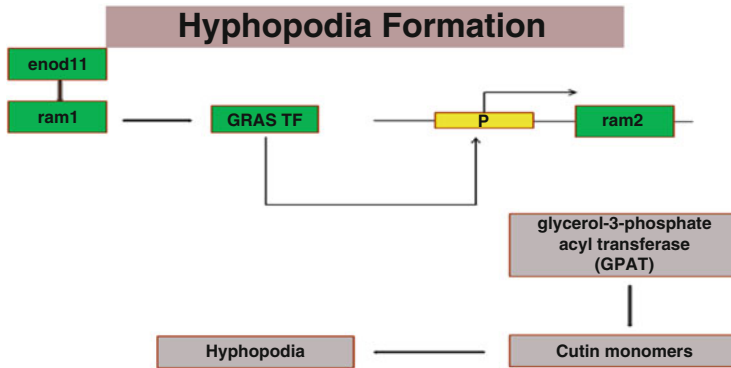 Hyphopodia Formation
enod11
ram1
GRAS TF
P
ram2
glycerol-3-phosphate
acyl transferase
(GPAT)
Hyphopodia
Cutin monomers